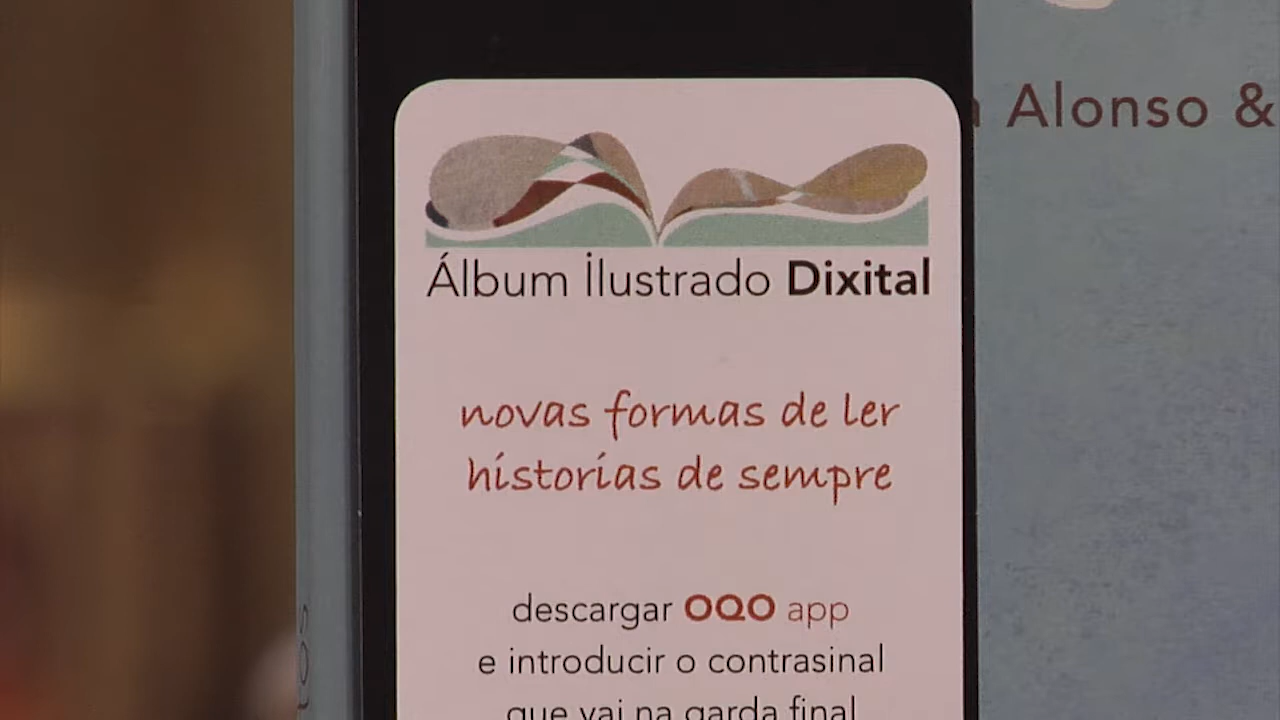 Alonso &
Álbum İlustrado Dixital
novas formas de ler
historias de sempre
descargar OQO app
e introducir o contrasinal
que vai na garda final